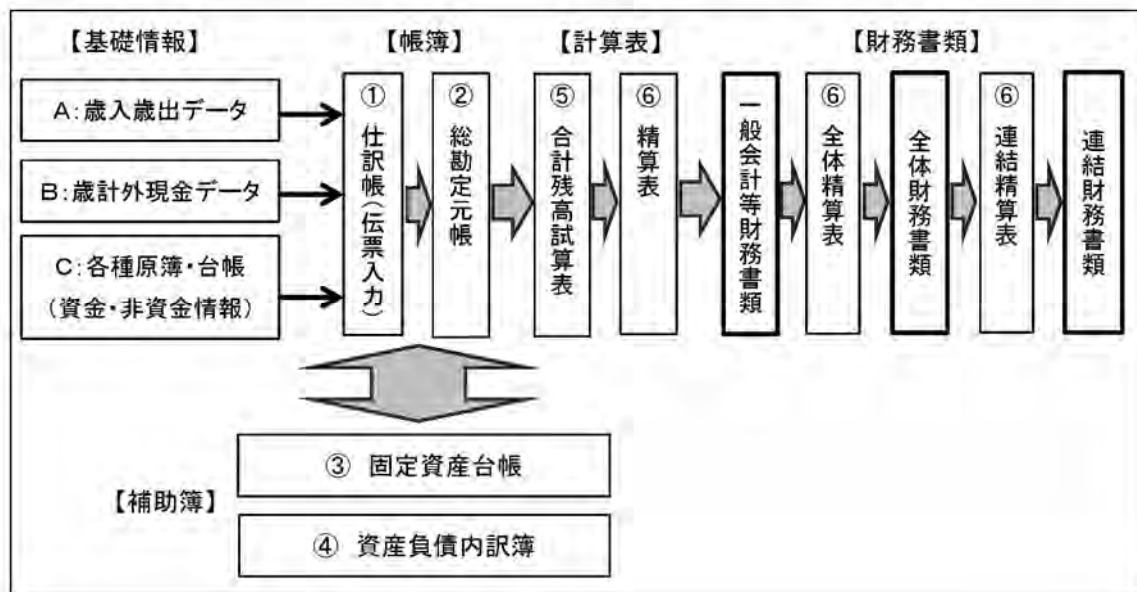 【基礎情報】
【帳簿】
【計算表】
【財務書類】
A:歳入歳出データ
B:歳計外現金データ
C:各種原簿・台帳
(資金・非資金情報)
① 仕訳帳(伝票入力)
② 総勘定元帳
⑤ 合計残高試算表
⑥ 精算表
一般会計等財務書類
⑥ 全体精算表
全体財務書類
⑥ 連結精算表
連結財務書類
【補助簿】
③ 固定資産台帳
④ 資産負債内訳簿